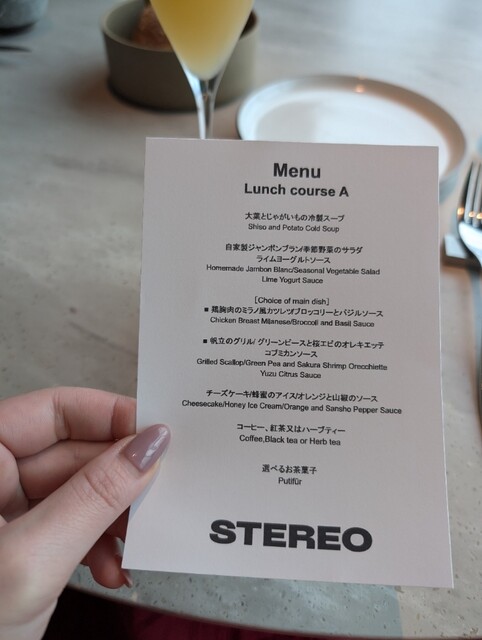 Menu
Lunch course A
大葉とじゃがいもの冷製スープ
Shiso and Potato Cold Soup
自家製ジャンボンブラン/季節野菜のサラダ
ライムヨーグルトソース
Homemade Jambon Blanc/Seasonal Vegetable Salad
Lime Yogurt Sauce
[Choice of main dish]
■ 鶏胸肉のミラノ風カツレツ/ブロッコリーとバジルソース
Chicken Breast Milanese/Broccoli and Basil Sauce
■ 帆立のグリル/ グリーンピースと桜エビのオレキエッテ
コブミカンソース
Grilled Scallop/Green Pea and Sakura Shrimp Orecchiette
Yuzu Citrus Sauce
チーズケーキ/蜂蜜のアイス/オレンジと山椒のソース
Cheesecake/Honey Ice Cream/Orange and Sansho Pepper Sauce
コーヒー、紅茶又はハーブティー
Coffee,Black tea or Herb tea
選べるお茶菓子
Putifür
STEREO